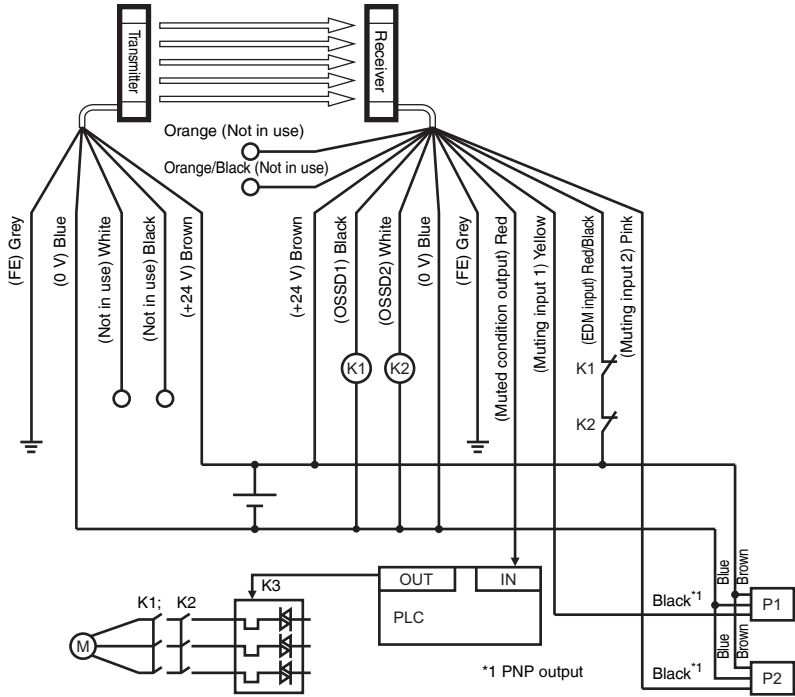 Transmitter
Receiver
Orange (Not in use)
Orange/Black (Not in use)
(FE) Grey
(0 V) Blue
(Not in use) White
(Not in use) Black
(+24 V) Brown
(+24 V) Brown
(OSSD1) Black
(OSSD2) White
(0 V) Blue
(FE) Grey
(Muted condition output) Red
(Muting input 1) Yellow
(EDM input) Red/Black
(Muting input 2) Pink
K1
K2
K1
K2
K1; K2
K3
M
OUT
IN
PLC
Blue
Brown
Black*1
P1
Blue
Brown
Black*1
P2
*1 PNP output